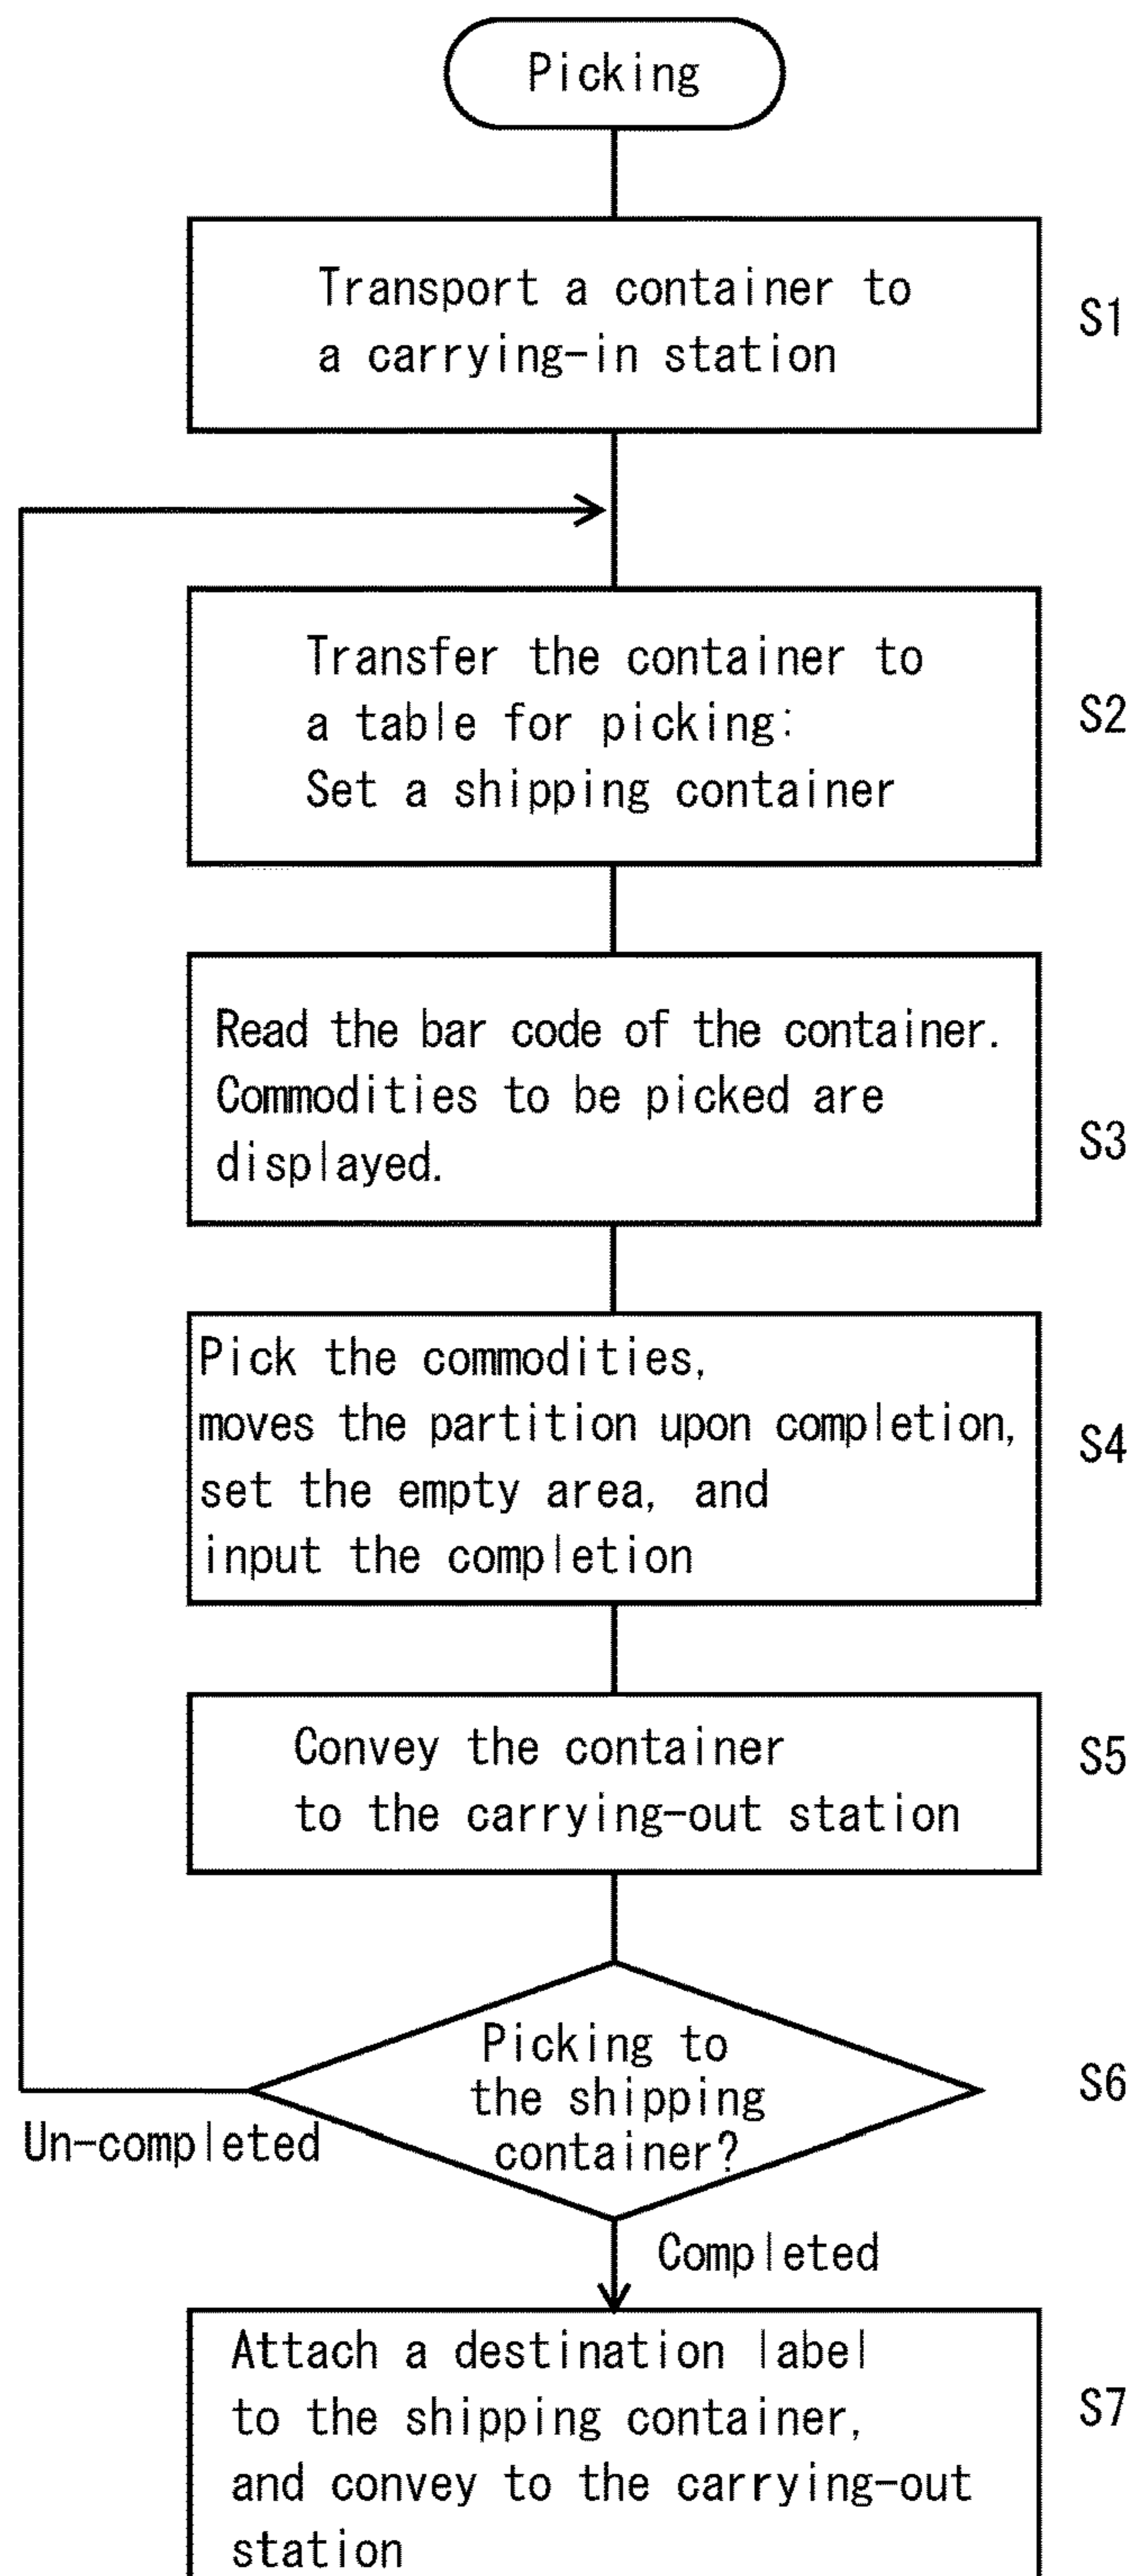 Picking
Transport a container to
a carrying-in station
S1
Transfer the container to
a table for picking:
Set a shipping container
S2
Read the bar code of the container.
Commodities to be picked are
displayed.
S3
Pick the commodities,
moves the partition upon completion,
set the empty area, and
input the completion
S4
Convey the container
to the carrying-out station
S5
Picking to
the shipping
container?
S6
Un-completed
Completed
Attach a destination label
to the shipping container,
and convey to the carrying-out
station
S7